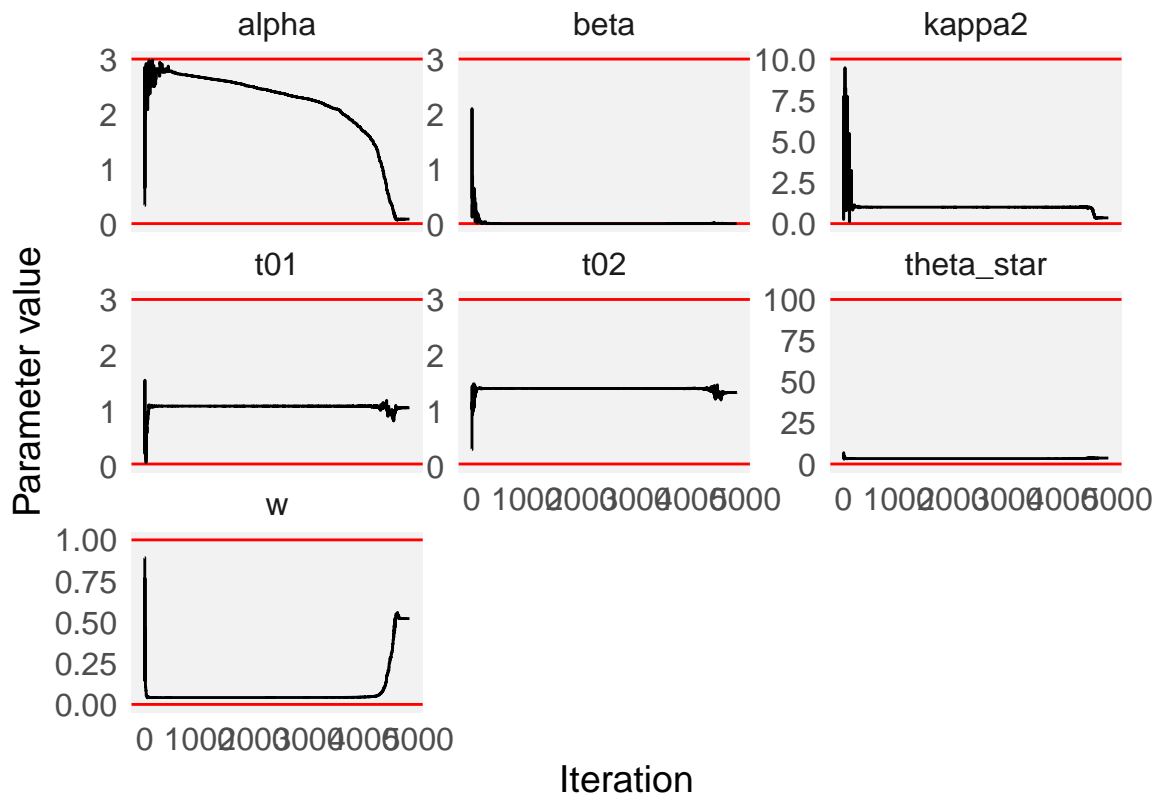 alpha beta kappa2
3 3 10.0
7.5
2 2
5.0
1 1
2.5
0 0 0.0
t01 t02 theta_star
3 3 100
75
2 2
50
1 1
25
0 0 0
0 1000 2000 3000 4000 5000 0 1000 2000 3000 4000 5000
w
1.00
0.75
0.50
0.25
0.00
0 1000 2000 3000 4000 5000
Iteration
Parameter value